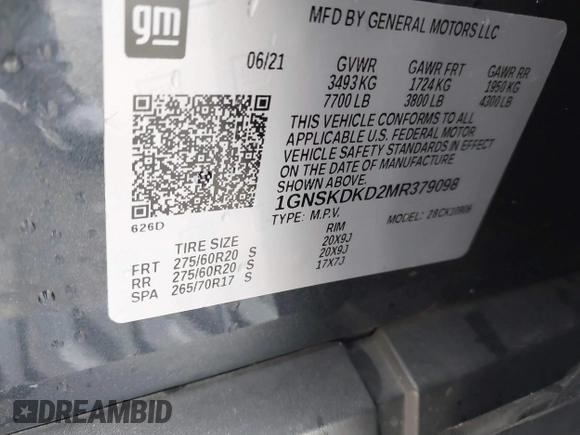 gm
MFD BY GENERAL MOTORS LLC
06/21 GVWR GAWR FRT GAWR RR
3493 KG 1724 KG 1950 KG
7700 LB 3800 LB 4300 LB
THIS VEHICLE CONFORMS TO ALL
APPLICABLE U.S. FEDERAL MOTOR
VEHICLE SAFETY STANDARDS IN EFFECT
ON THE DATE OF MANUFACTURE
SHOWN ABOVE.
1GNSKDKD2MR379098
TYPE: M.P.V. MODEL:
626D
TIRE SIZE RIM
FRT 275/60R20 S 20X9J
RR 275/60R20 S 20X9J
SPA 265/70R17 S 17X7J
DREAMBID